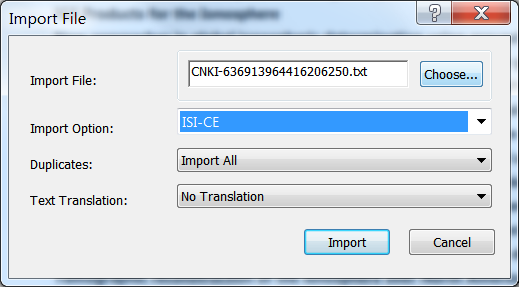 Import File
Import File:
CNKI-636913964416206250.txt
Choose...
Import Option:
ISI-CE
Duplicates:
Import All
Text Translation:
No Translation
Import
Cancel